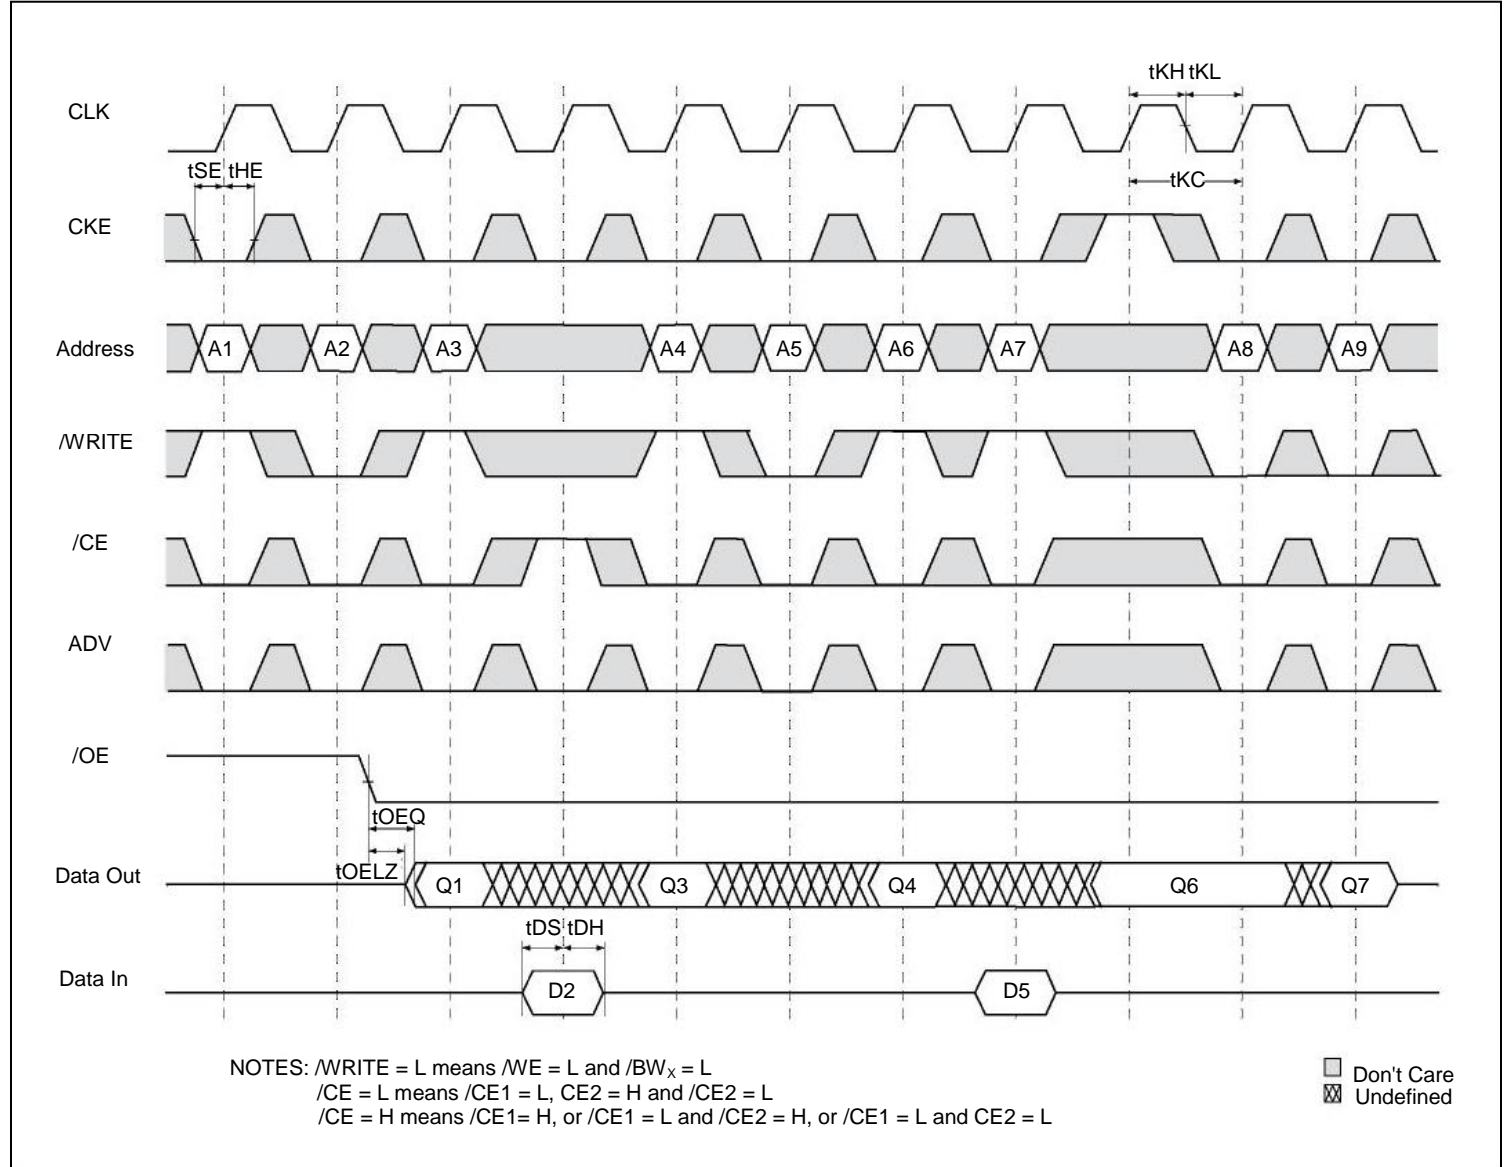 tKH tKL
CLK
tSE tHE
tKC
CKE
Address
A1 A2 A3 A4 A5 A6 A7 A8 A9
/WRITE
/CE
ADV
/OE
tOEQ
tOELZ
Data Out
Q1 Q3 Q4 Q6 Q7
tDS tDH
Data In
D2 D5
NOTES: /WRITE = L means /WE = L and /BWX = L
/CE = L means /CE1 = L, CE2 = H and /CE2 = L
/CE = H means /CE1= H, or /CE1 = L and /CE2 = H, or /CE1 = L and CE2 = L
Don't Care
Undefined